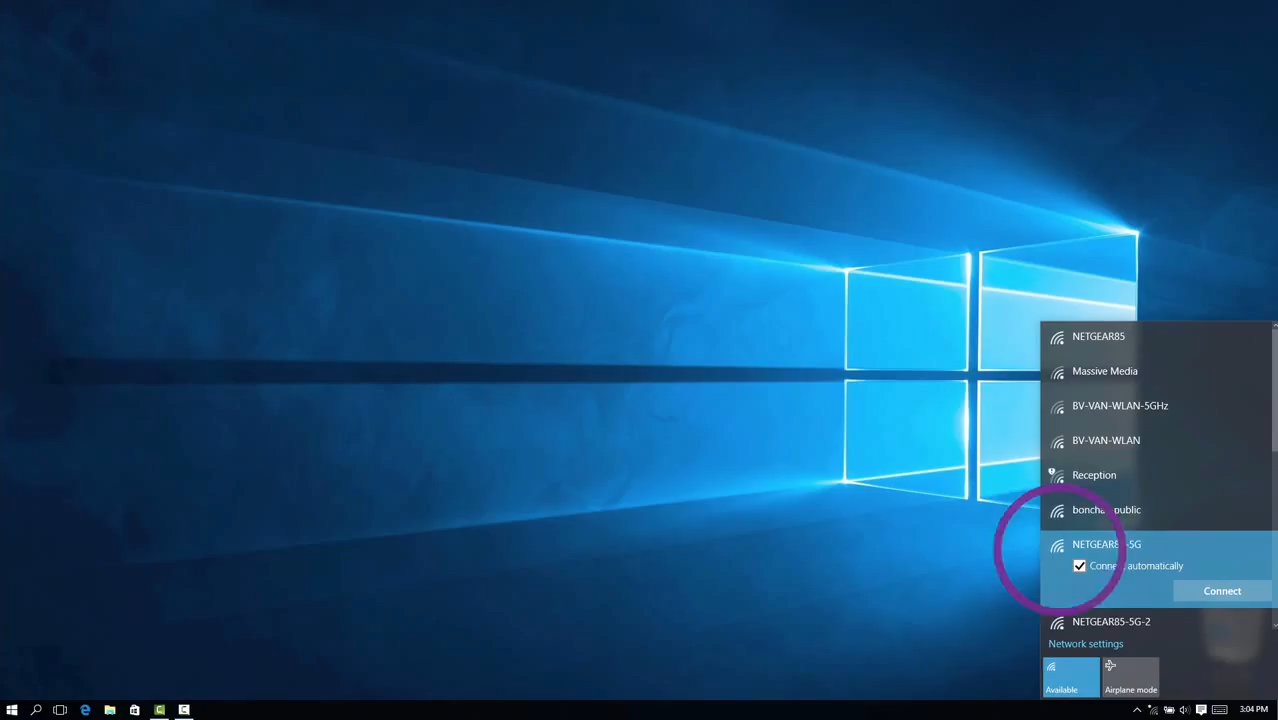 NETGEAR85
Massive Media
BV-VAN-WLAN-5GHz
BV-VAN-WLAN
Reception
bonchaz public
NETGEAR85-5G
Connect automatically
Connect
NETGEAR85-5G-2
Network settings
Available
Airplane mode
3:04 PM